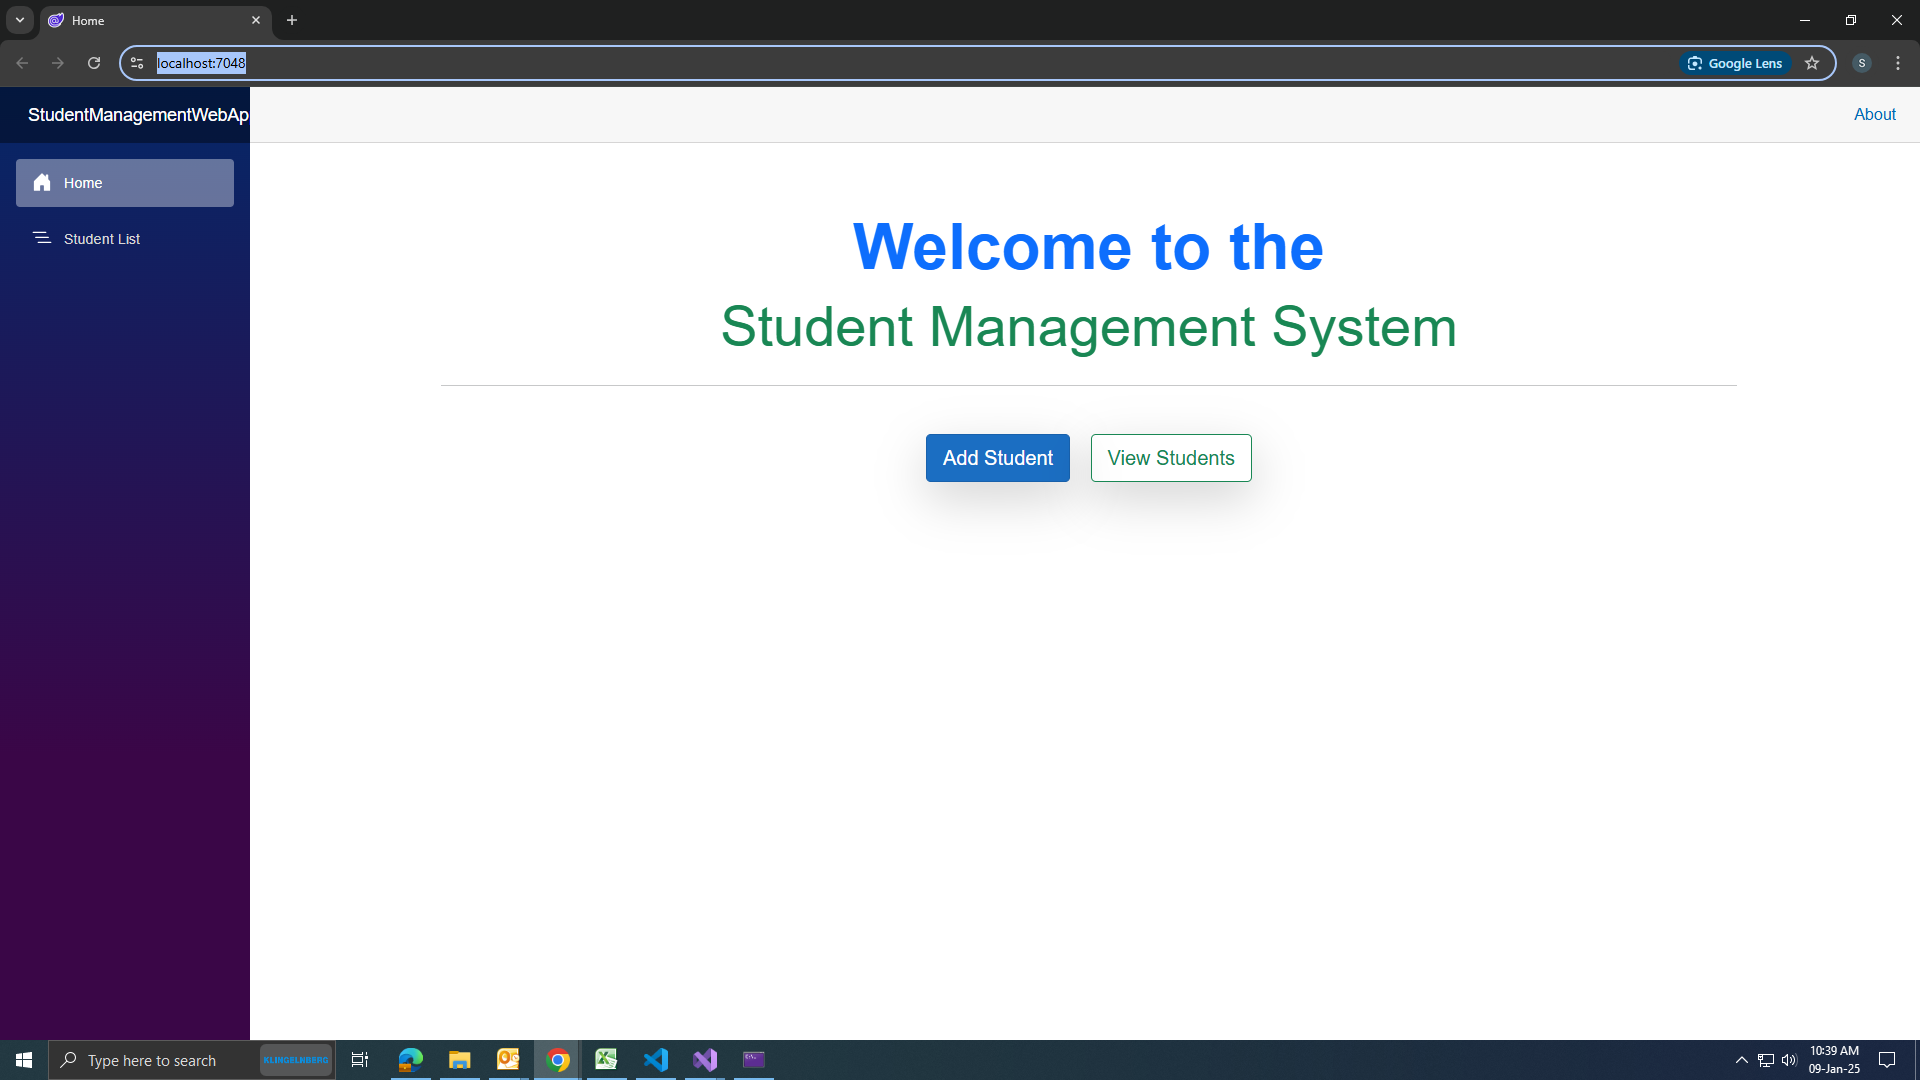 Home
localhost:7048
Google Lens
S
StudentManagementWebAp
About
Home
Student List
Welcome to the
Student Management System
Add Student
View Students
Type here to search
KLINGELNBERG
10:39 AM
09-Jan-25